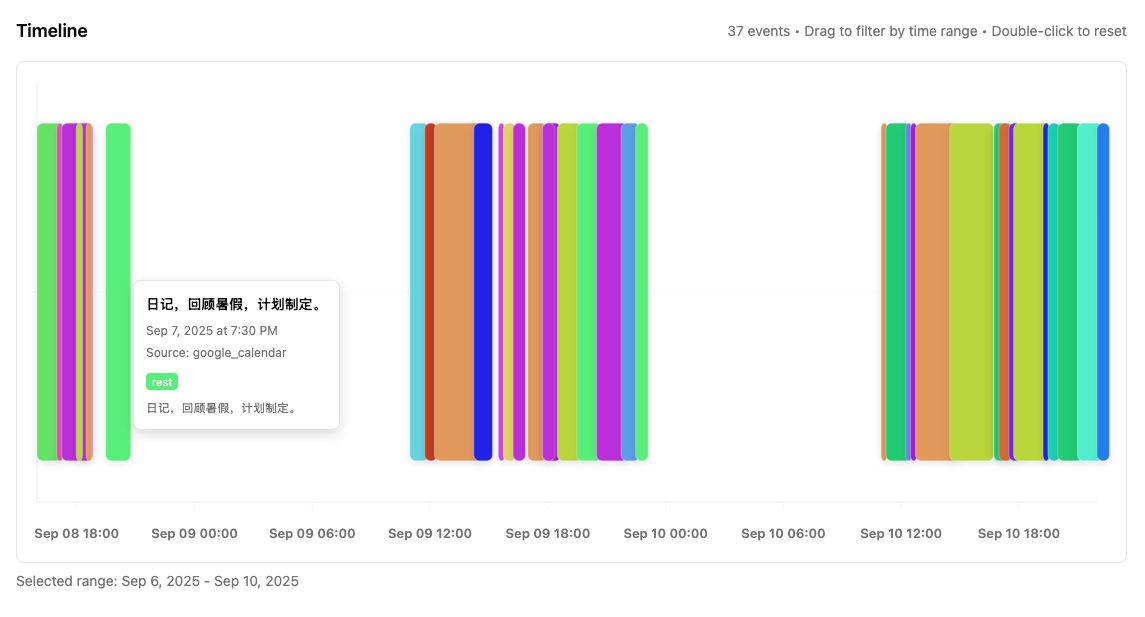 Timeline
37 events • Drag to filter by time range • Double-click to reset
日记，回顾暑假，计划制定。
Sep 7, 2025 at 7:30 PM
Source: google_calendar
rest
日记，回顾暑假，计划制定。
Sep 08 18:00 Sep 09 00:00 Sep 09 06:00 Sep 09 12:00 Sep 09 18:00 Sep 10 00:00 Sep 10 06:00 Sep 10 12:00 Sep 10 18:00
Selected range: Sep 6, 2025 - Sep 10, 2025